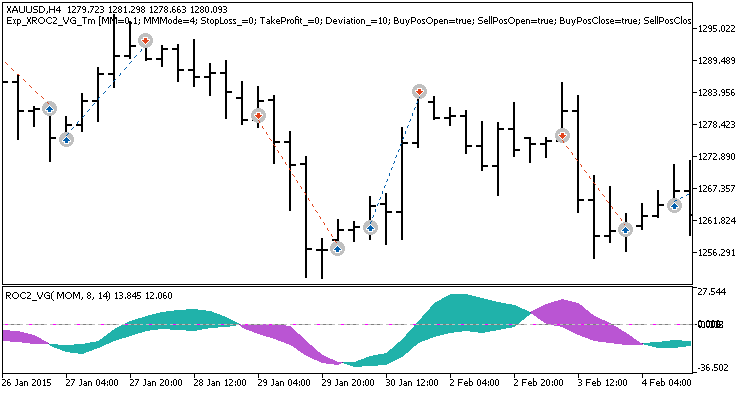 XAUUSD,H4 1279.723 1281.298 1278.663 1280.093
Exp_XROC2_VG_Tm [MM=0.1; MMMode=4; StopLoss_=0; TakeProfit_=0; Deviation_=10; BuyPosOpen=true; SellPosOpen=true; BuyPosClose=true; SellPosClos
1295.022
1289.489
1283.956
1278.423
1272.890
1267.357
1261.824
1256.291
ROC2_VG( MOM, 8, 14) 13.845 12.060
27.544
-36.502
26 Jan 2015 27 Jan 04:00 27 Jan 20:00 28 Jan 12:00 29 Jan 04:00 29 Jan 20:00 30 Jan 12:00 2 Feb 04:00 2 Feb 20:00 3 Feb 12:00 4 Feb 04:00